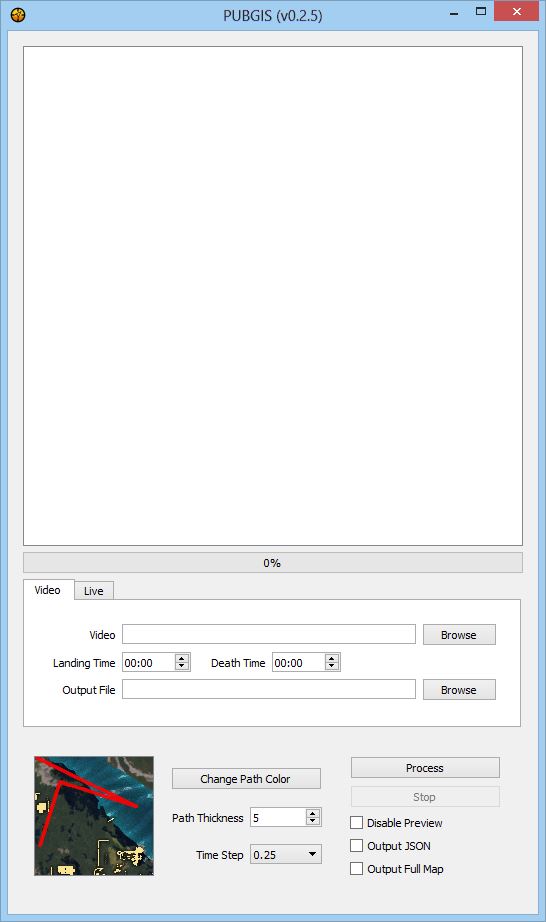 PUBGIS (v0.2.5)
0%
Video Live
Video Browse
Landing Time 00:00 Death Time 00:00
Output File Browse
Process
Change Path Color
Stop
Path Thickness 5
Disable Preview
Output JSON
Time Step 0.25
Output Full Map